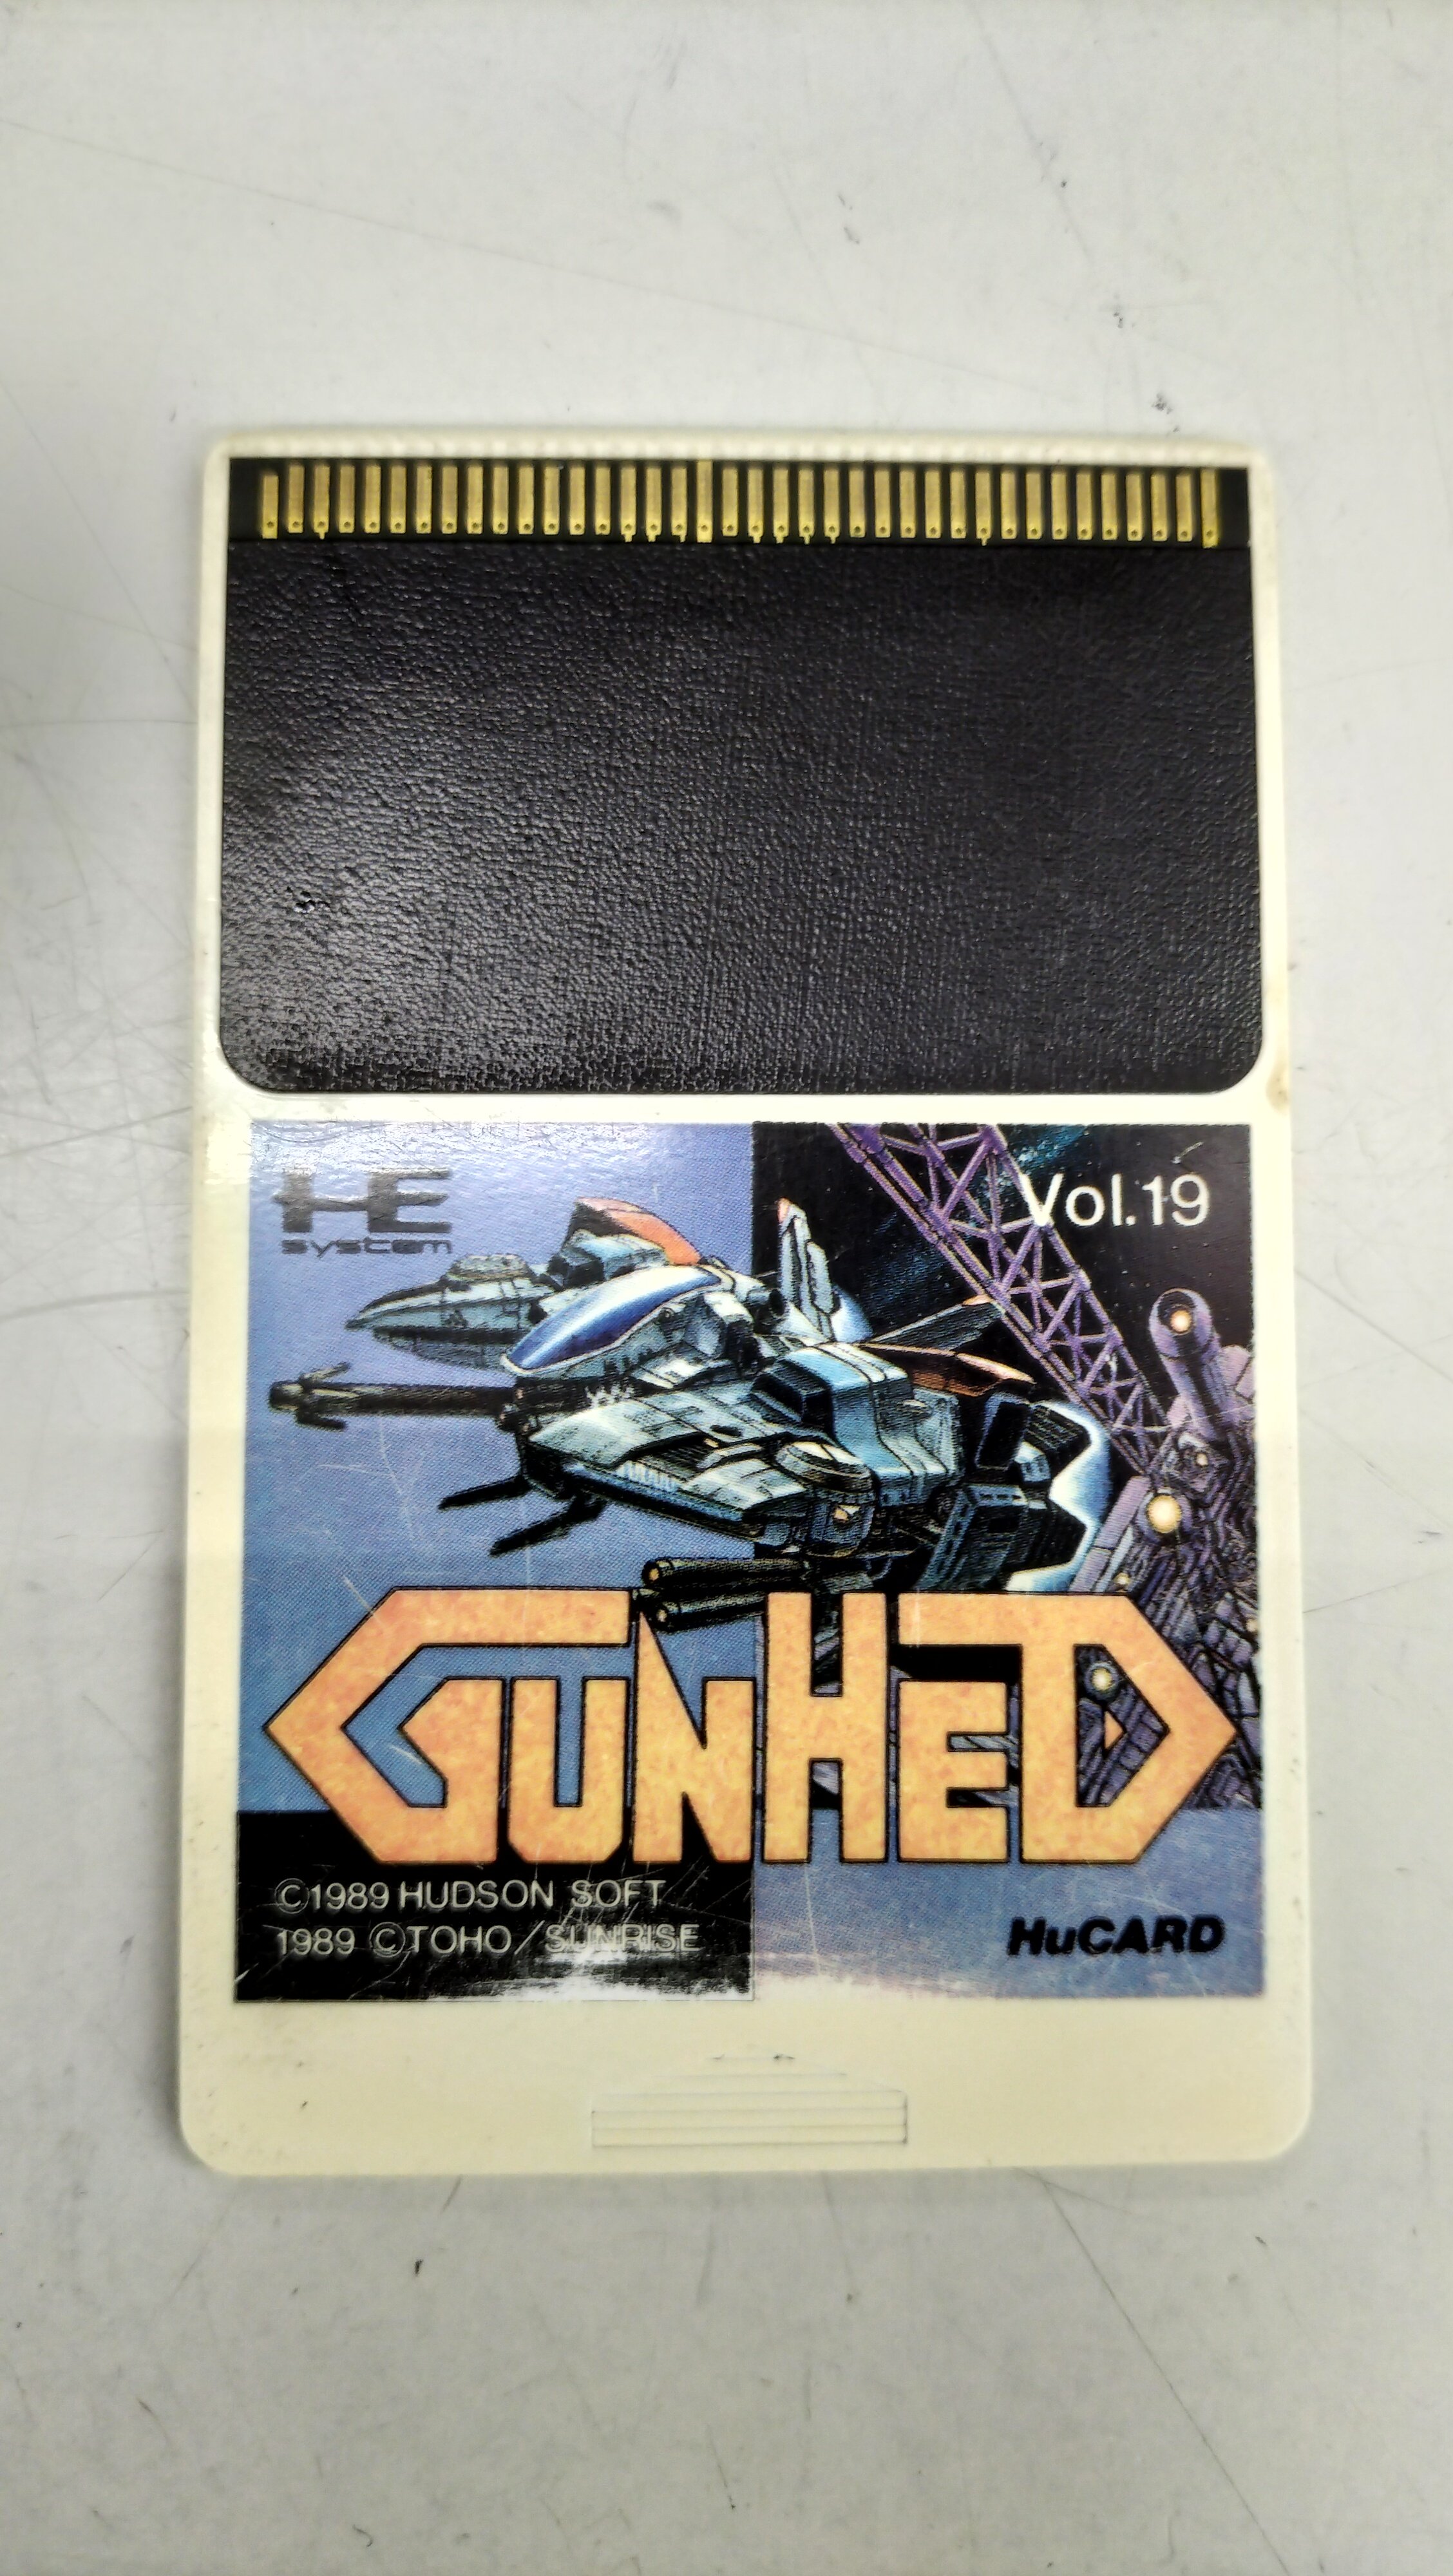 HE
system
Vol.19
GUNHED
©1989 HUDSON SOFT
1989 ©TOHO/SUNRISE
HuCARD